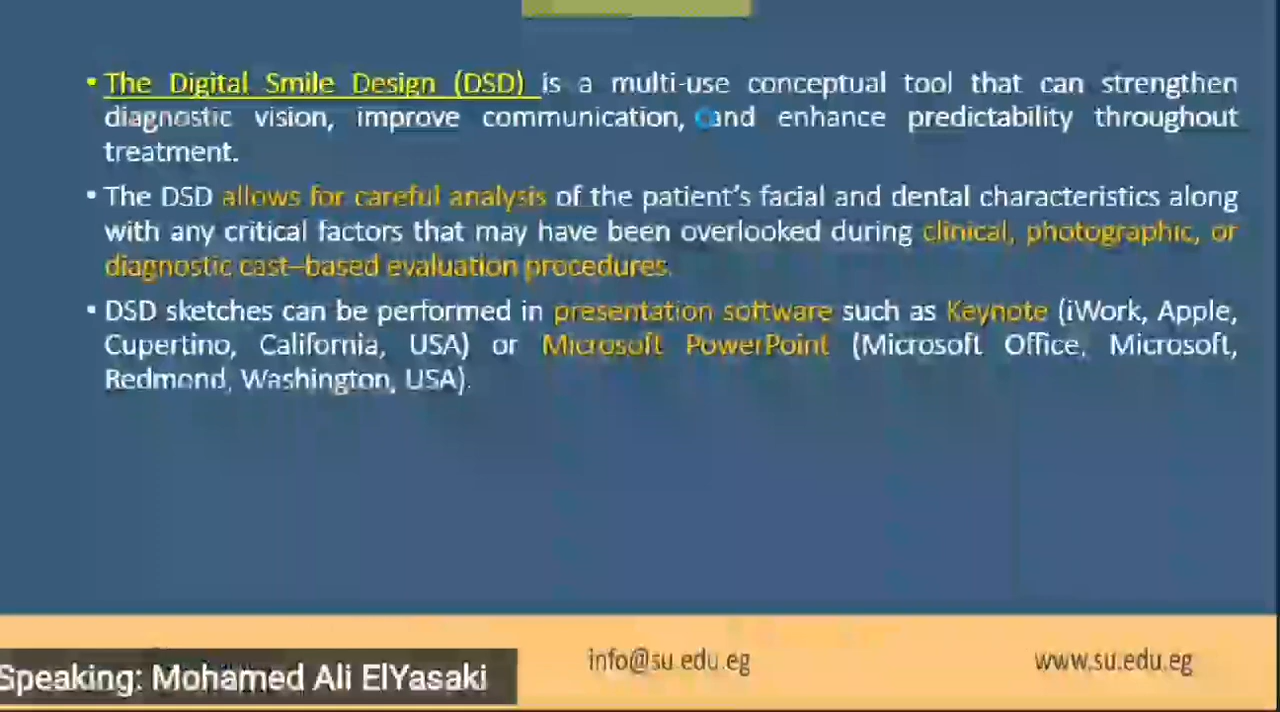 • The Digital Smile Design (DSD) is a multi-use conceptual tool that can strengthen
diagnostic vision, improve communication, and enhance predictability throughout
treatment.
• The DSD allows for careful analysis of the patient's facial and dental characteristics along
with any critical factors that may have been overlooked during clinical, photographic, or
diagnostic cast–based evaluation procedures.
• DSD sketches can be performed in presentation software such as Keynote (iWork, Apple,
Cupertino, California, USA) or Microsoft PowerPoint (Microsoft Office, Microsoft,
Redmond, Washington, USA).
Speaking: Mohamed Ali ElYasaki
info@su.edu.eg
www.su.edu.eg